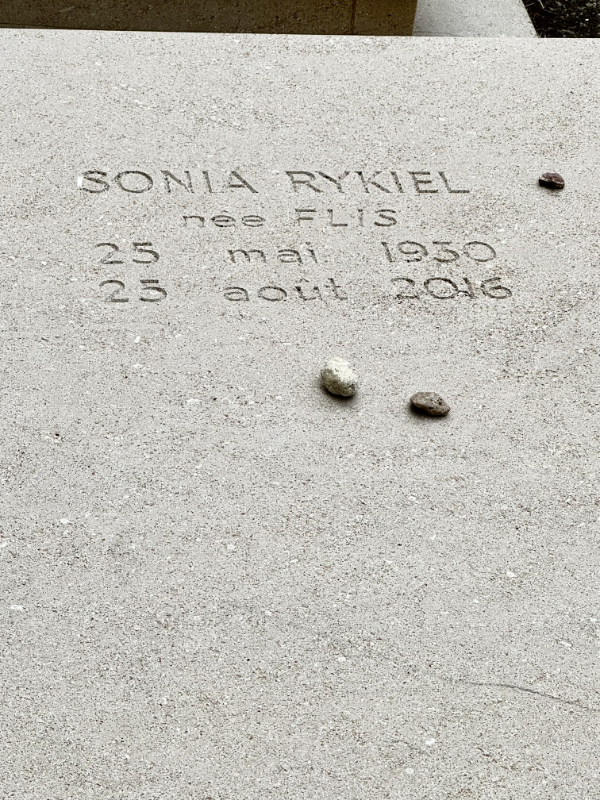 SONIA RYKIEL
née FLIS
25 mai 1930
25 août 2016